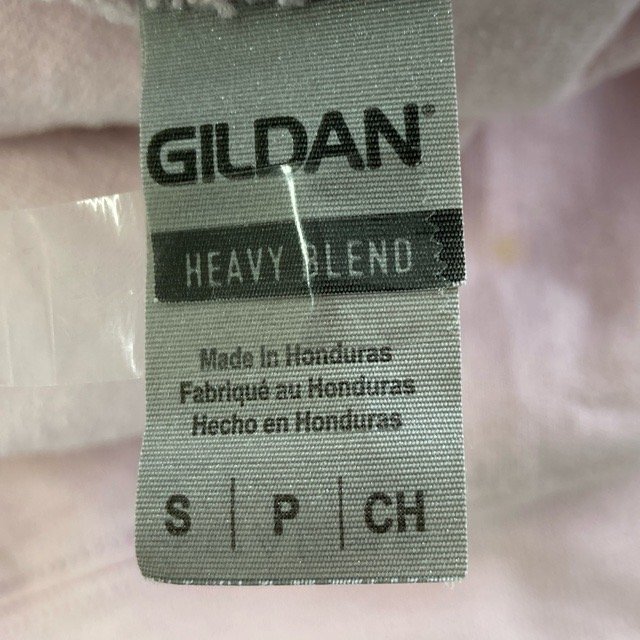 GILDAN®
HEAVY BLEND
Made In Honduras
Fabriqué au Honduras
Hecho en Honduras
S | P | CH